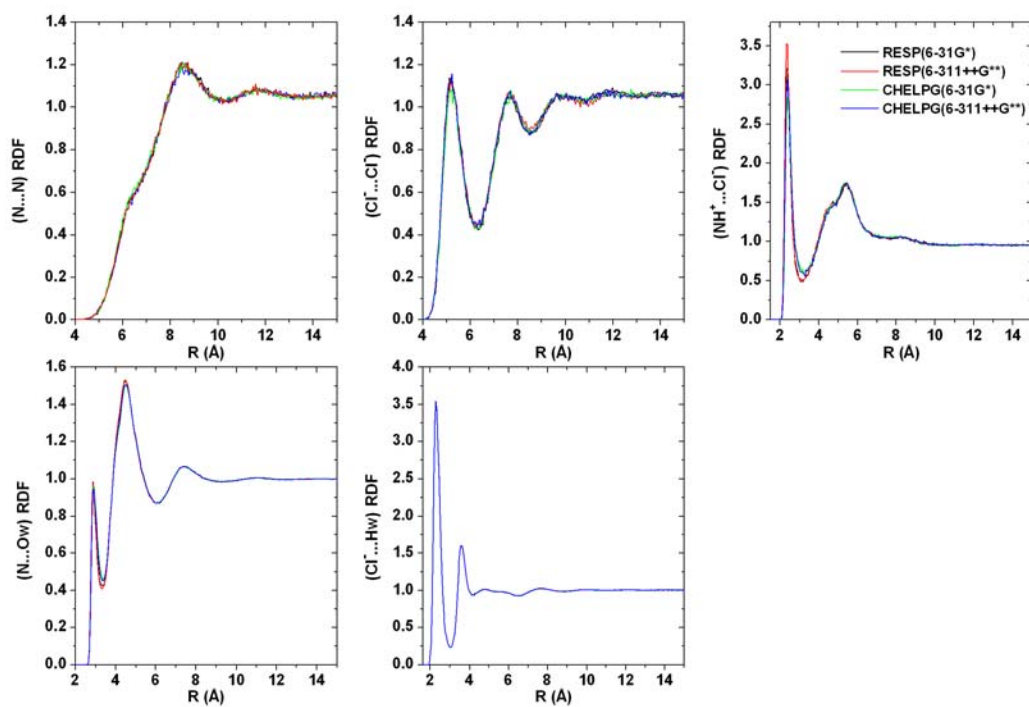 (N...N) RDF
1.4
1.2
1.0
0.8
0.6
0.4
0.2
0.0
4 6 8 10 12 14
R (Å)
(Cl⁻...Cl⁻) RDF
1.4
1.2
1.0
0.8
0.6
0.4
0.2
0.0
4 6 8 10 12 14
R (Å)
(NH⁺...Cl⁻) RDF
3.5
3.0
2.5
2.0
1.5
1.0
0.5
0.0
2 4 6 8 10 12 14
R (Å)
RESP(6-31G*)
RESP(6-311++G**)
CHELPG(6-31G*)
CHELPG(6-311++G**)
(N...Ow) RDF
1.6
1.4
1.2
1.0
0.8
0.6
0.4
0.2
0.0
2 4 6 8 10 12 14
R (Å)
(Cl⁻...Hw) RDF
4.0
3.5
3.0
2.5
2.0
1.5
1.0
0.5
0.0
2 4 6 8 10 12 14
R (Å)